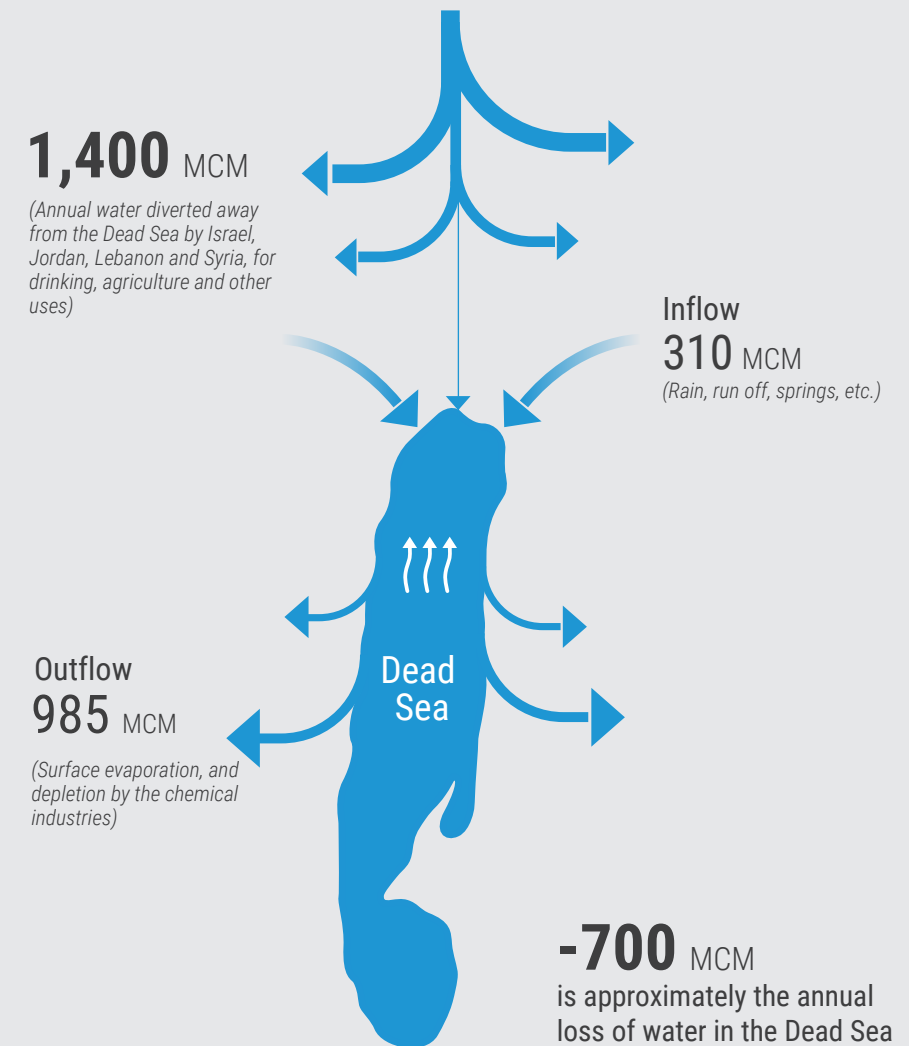 1,400 MCM
(Annual water diverted away
from the Dead Sea by Israel,
Jordan, Lebanon and Syria, for
drinking, agriculture and other
uses)
Inflow
310 MCM
(Rain, run off, springs, etc.)
Dead
Sea
Outflow
985 MCM
(Surface evaporation, and
depletion by the chemical
industries)
-700 MCM
is approximately the annual
loss of water in the Dead Sea